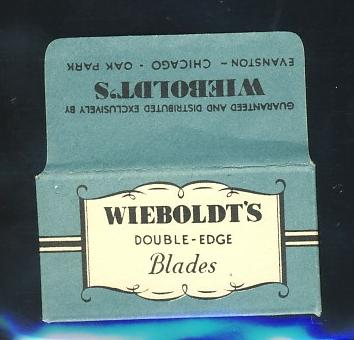 GUARANTEED AND DISTRIBUTED EXCLUSIVELY BY
WIEBOLDT'S
EVANSTON - CHICAGO - OAK PARK
WIEBOLDT'S
DOUBLE-EDGE
Blades